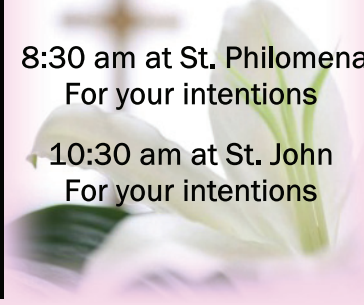 8:30 am at St. Philomena
For your intentions
10:30 am at St. John
For your intentions